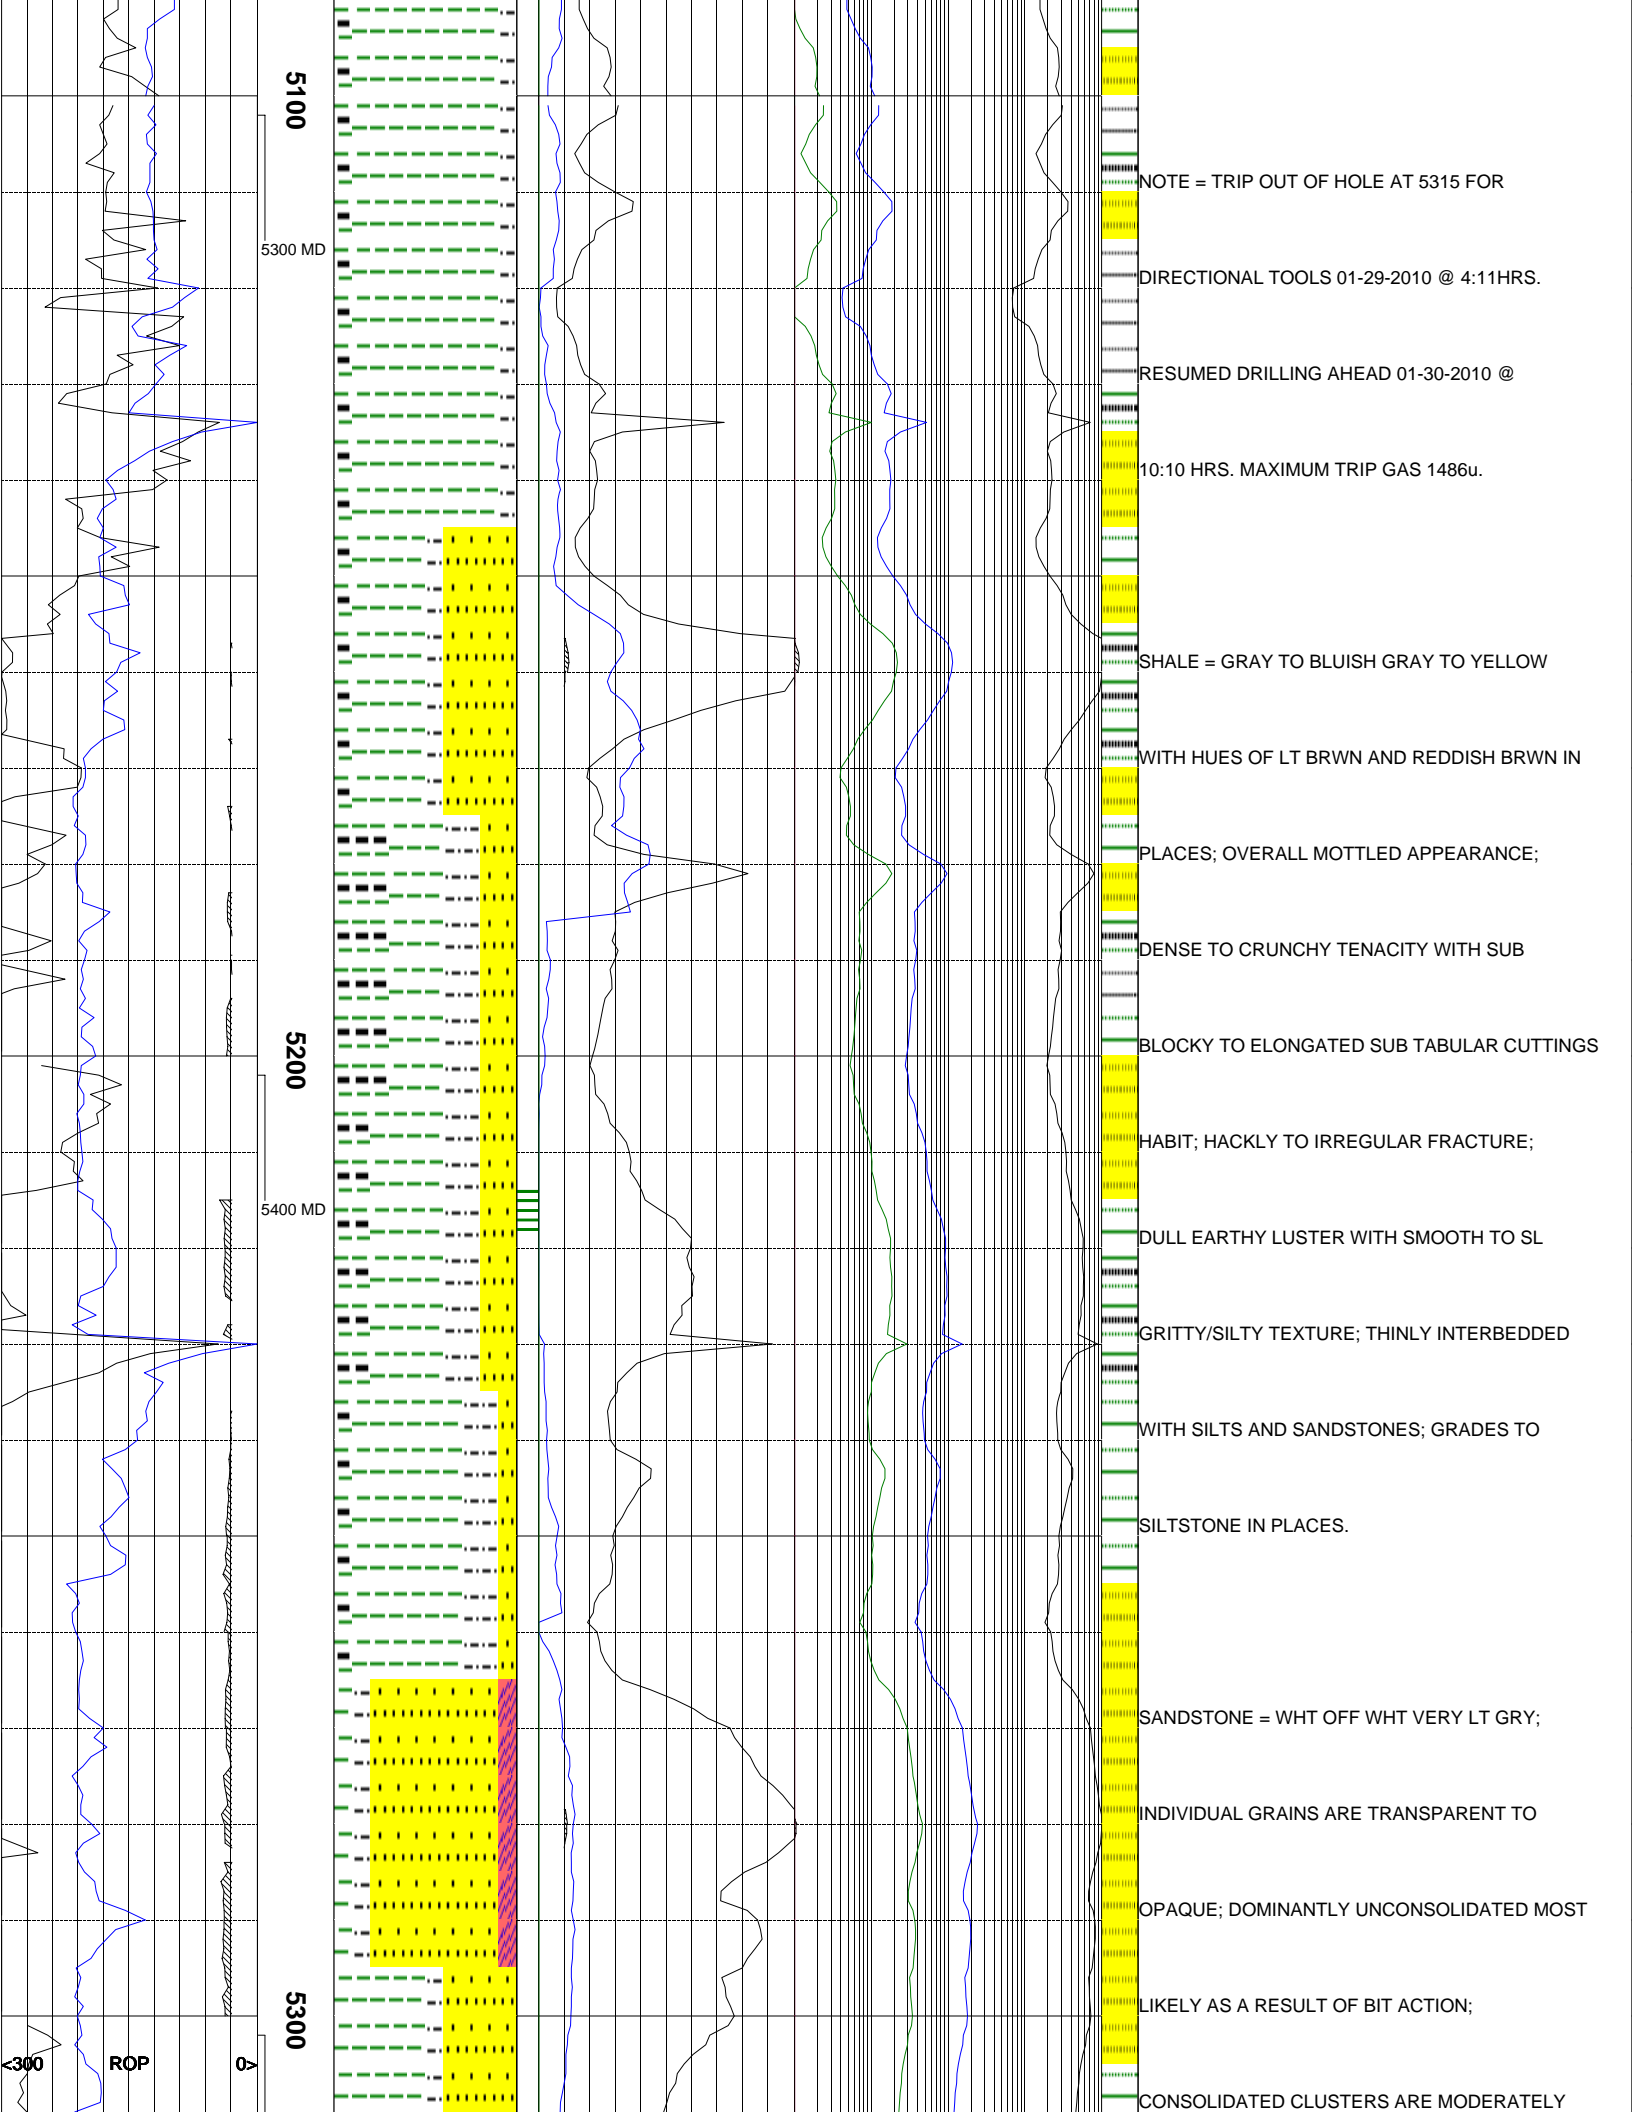 5100
NOTE = TRIP OUT OF HOLE AT 5315 FOR
5300 MD
DIRECTIONAL TOOLS 01-29-2010 @ 4:11HRS.
RESUMED DRILLING AHEAD 01-30-2010 @
10:10 HRS. MAXIMUM TRIP GAS 1486u.
SHALE = GRAY TO BLUISH GRAY TO YELLOW
WITH HUES OF LT BRWN AND REDDISH BRWN IN
PLACES; OVERALL MOTTLED APPEARANCE;
DENSE TO CRUNCHY TENACITY WITH SUB
5200
BLOCKY TO ELONGATED SUB TABULAR CUTTINGS
HABIT; HACKLY TO IRREGULAR FRACTURE;
5400 MD
DULL EARTHY LUSTER WITH SMOOTH TO SL
GRITTY/SILTY TEXTURE; THINLY INTERBEDDED
WITH SILTS AND SANDSTONES; GRADES TO
SILTSTONE IN PLACES.
SANDSTONE = WHT OFF WHT VERY LT GRY;
INDIVIDUAL GRAINS ARE TRANSPARENT TO
OPAQUE; DOMINANTLY UNCONSOLIDATED MOST
5300
LIKELY AS A RESULT OF BIT ACTION;
<300 ROP 0>
CONSOLIDATED CLUSTERS ARE MODERATELY